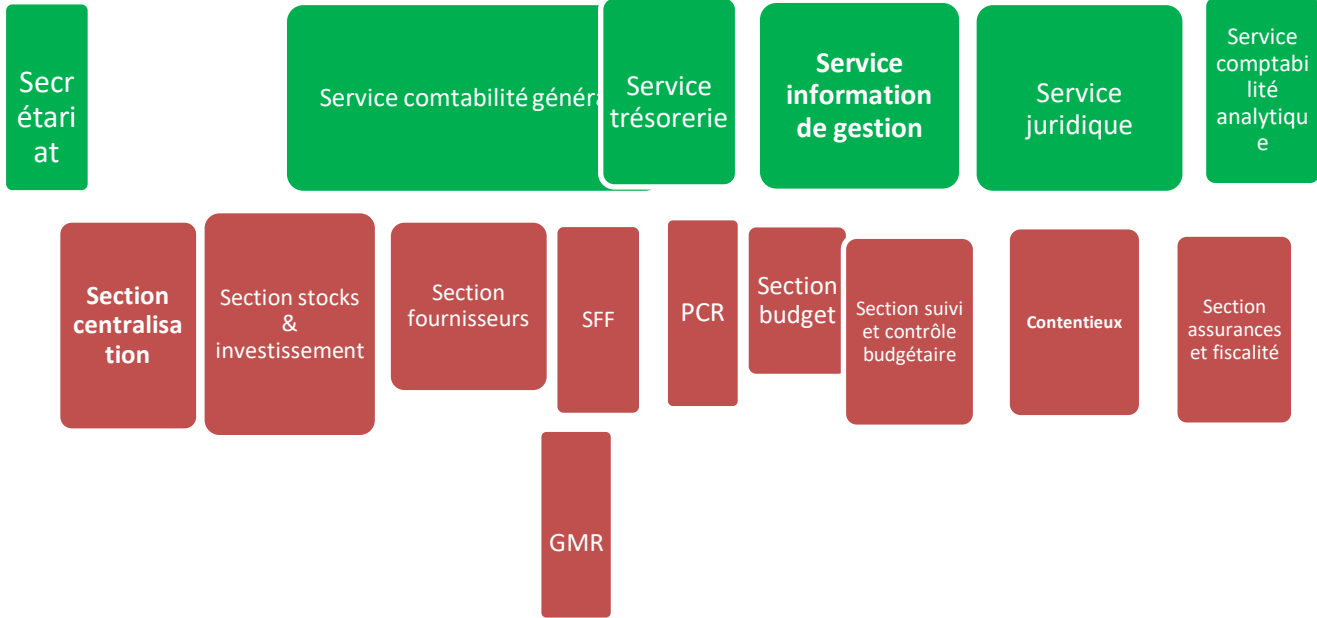 Secr
étari
at
Service comtabilité généra
Service
trésorerie
Service
information
de gestion
Service
juridique
Service
comptabi
lité
analytiqu
e
Section
centralisa
tion
Section stocks
&
investissement
Section
fournisseurs
SFF
PCR
Section
budget
Section suivi
et contrôle
budgétaire
Contentieux
Section
assurances
et fiscalité
GMR